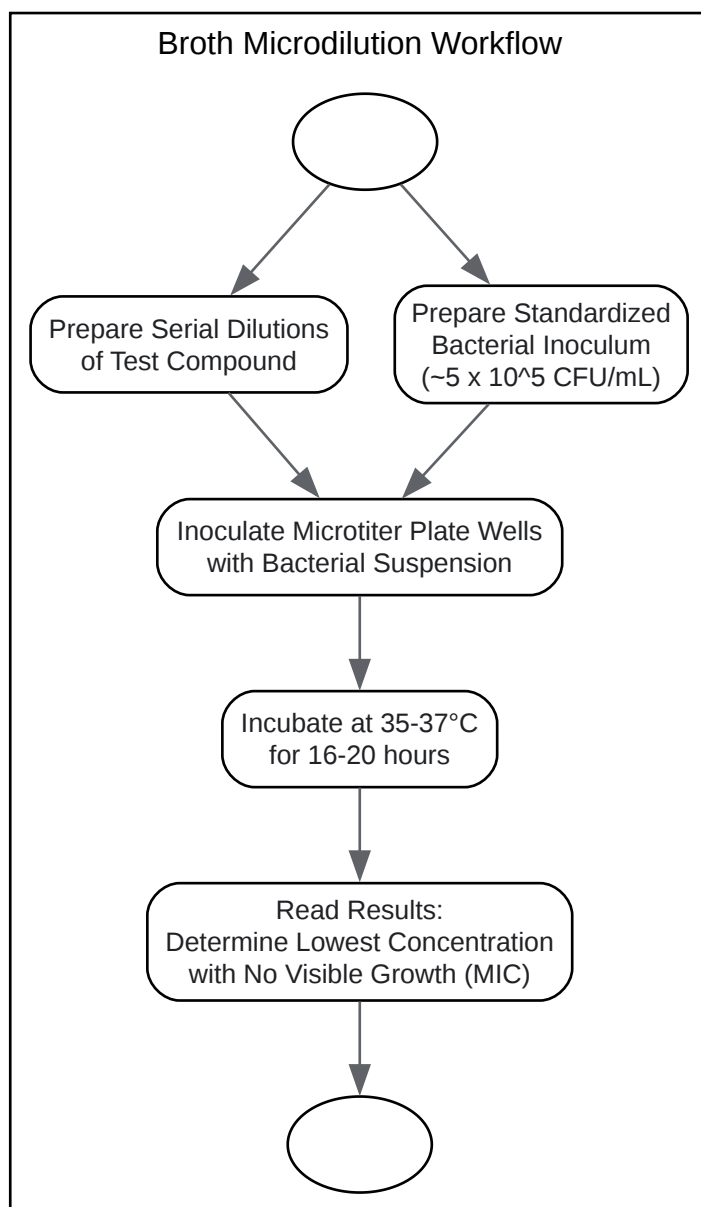 Broth Microdilution Workflow
Prepare Serial Dilutions
of Test Compound
Prepare Standardized
Bacterial Inoculum
(~5 x 10^5 CFU/mL)
Inoculate Microtiter Plate Wells
with Bacterial Suspension
Incubate at 35-37°C
for 16-20 hours
Read Results:
Determine Lowest Concentration
with No Visible Growth (MIC)